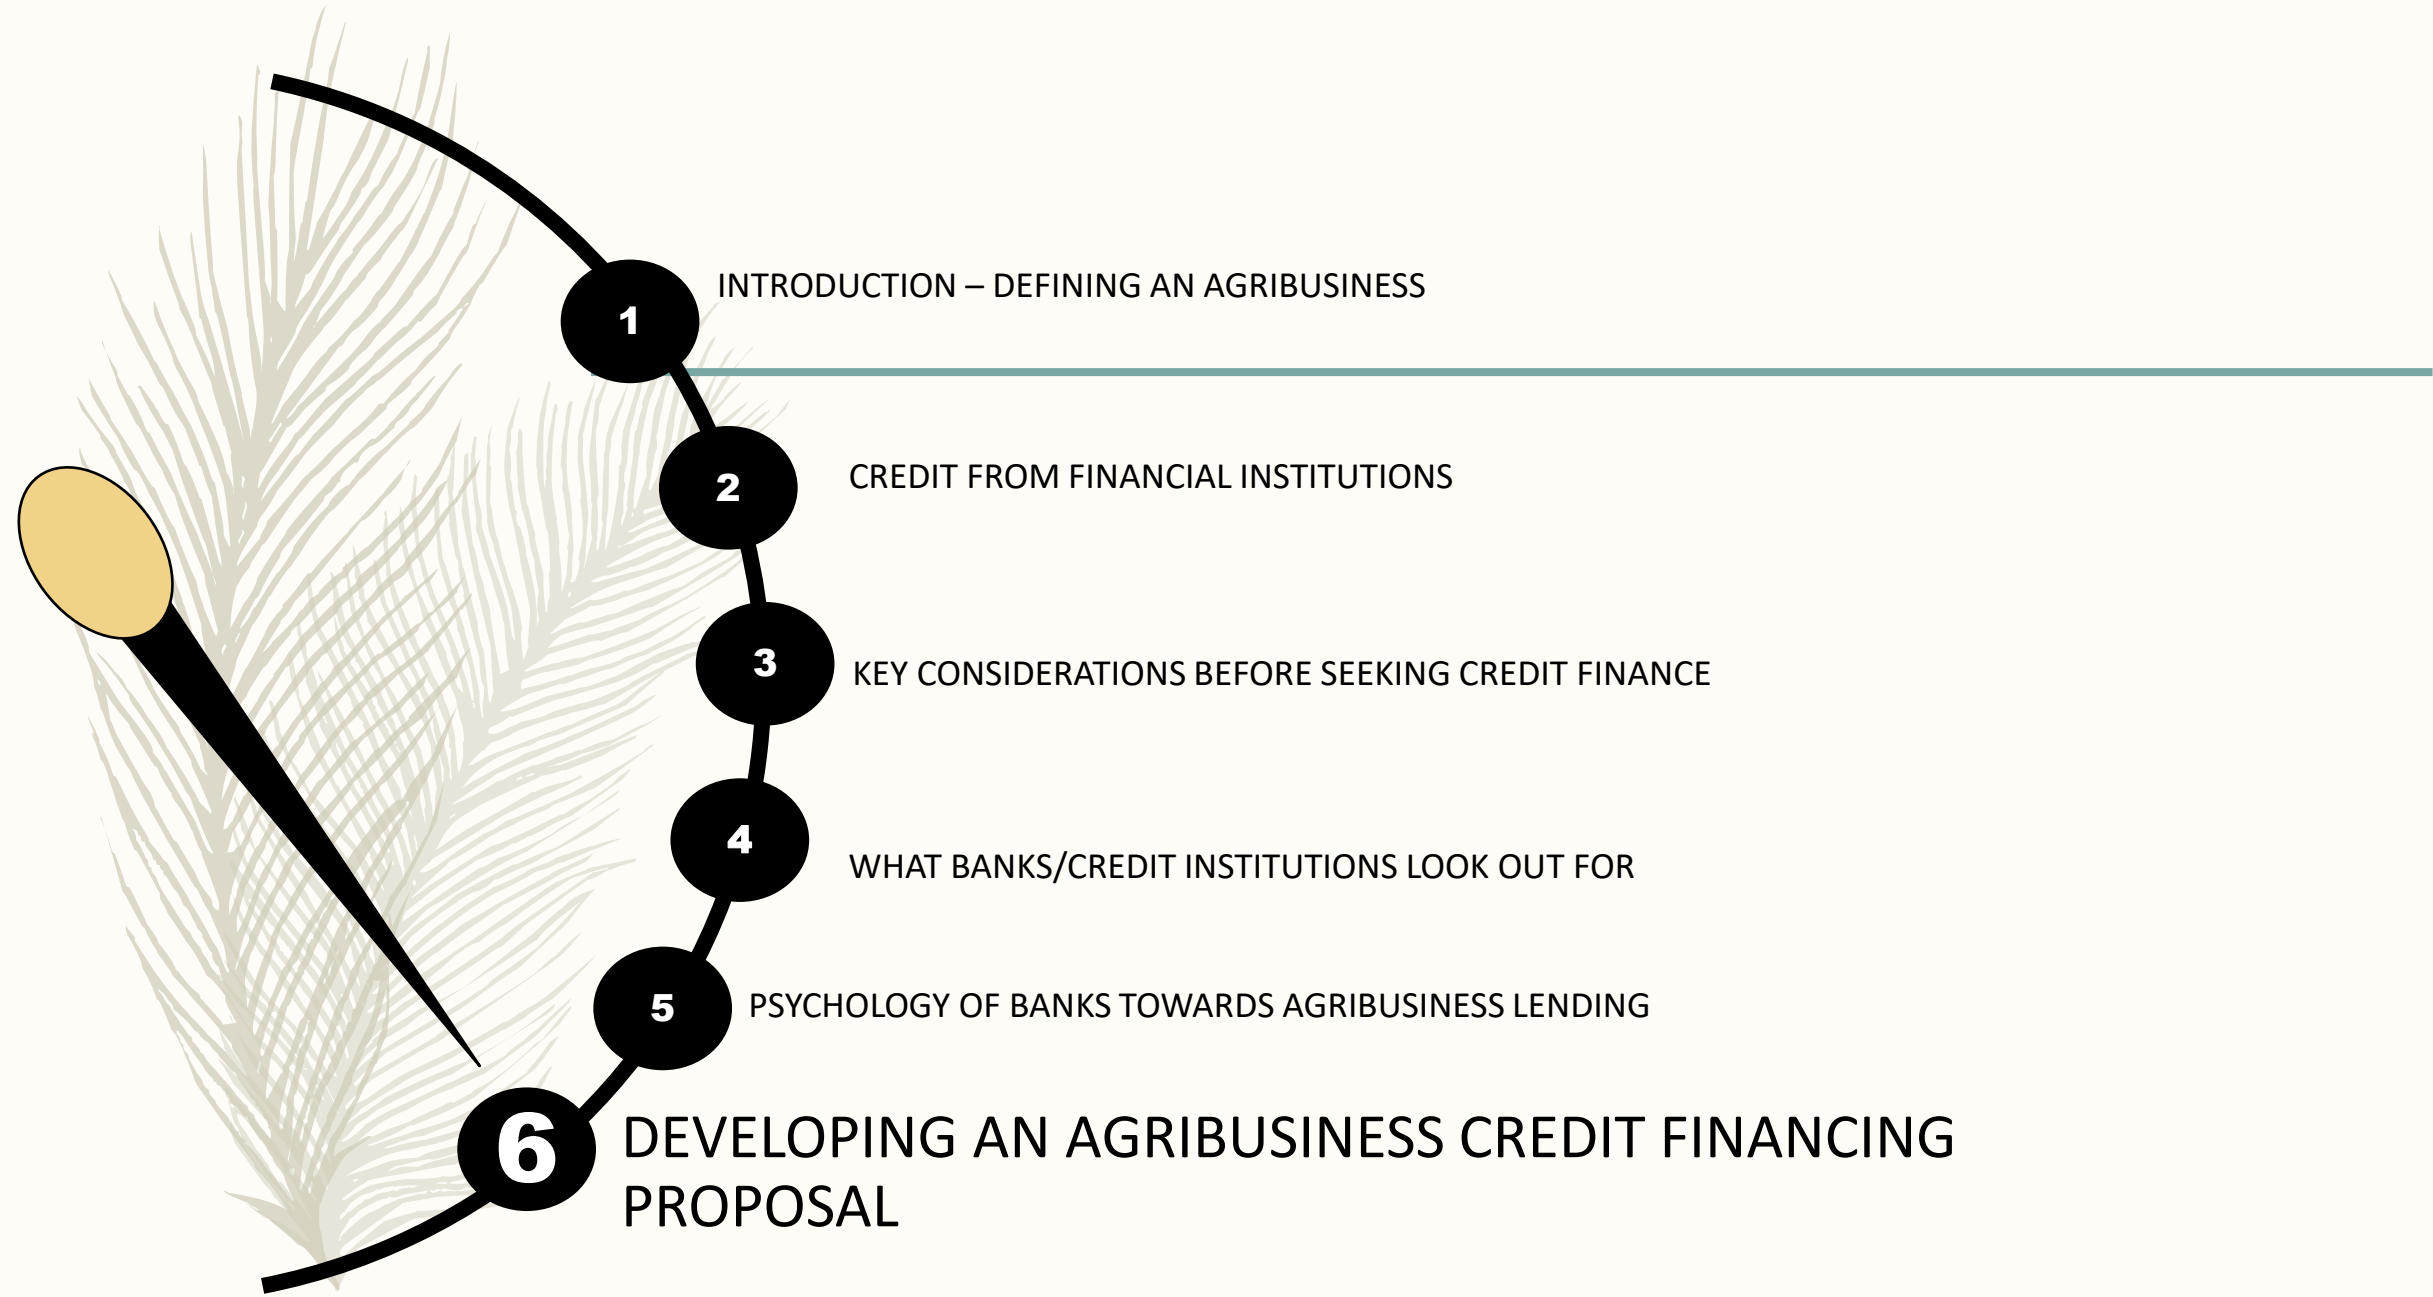 1
INTRODUCTION – DEFINING AN AGRIBUSINESS
2
CREDIT FROM FINANCIAL INSTITUTIONS
3
KEY CONSIDERATIONS BEFORE SEEKING CREDIT FINANCE
4
WHAT BANKS/CREDIT INSTITUTIONS LOOK OUT FOR
5
PSYCHOLOGY OF BANKS TOWARDS AGRIBUSINESS LENDING
6
DEVELOPING AN AGRIBUSINESS CREDIT FINANCING
PROPOSAL